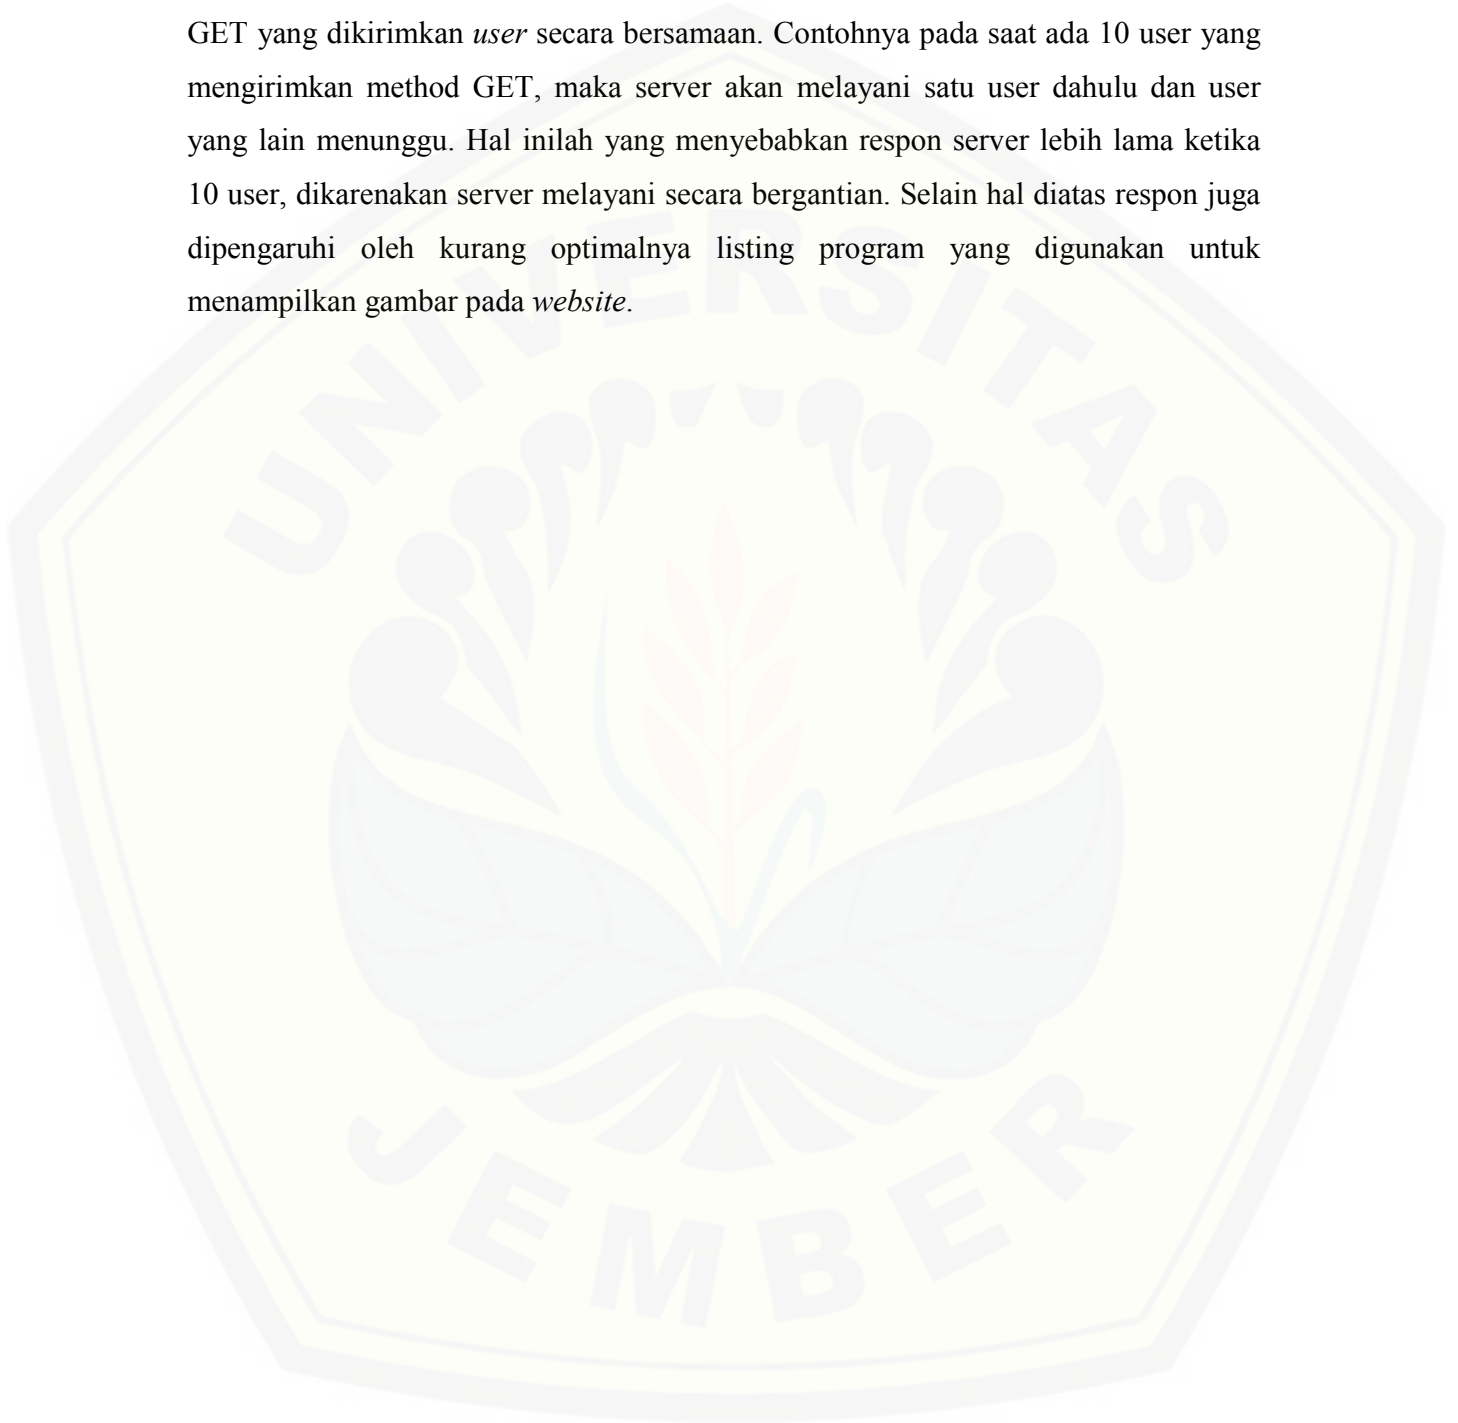 GET yang dikirimkan user secara bersamaan. Contohnya pada saat ada 10 user yang
mengirimkan method GET, maka server akan melayani satu user dahulu dan user
yang lain menunggu. Hal inilah yang menyebabkan respon server lebih lama ketika
10 user, dikarenakan server melayani secara bergantian. Selain hal diatas respon juga
dipengaruhi oleh kurang optimalnya listing program yang digunakan untuk
menampilkan gambar pada website.
UNIVERSITAS
JEMBER